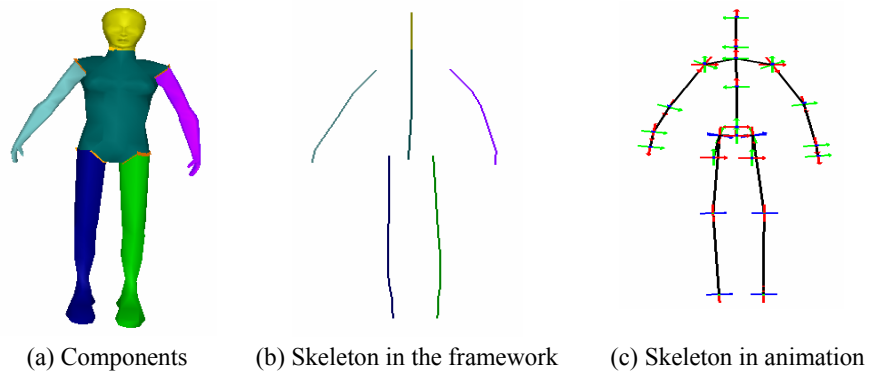 (a) Components
(b) Skeleton in the framework
(c) Skeleton in animation